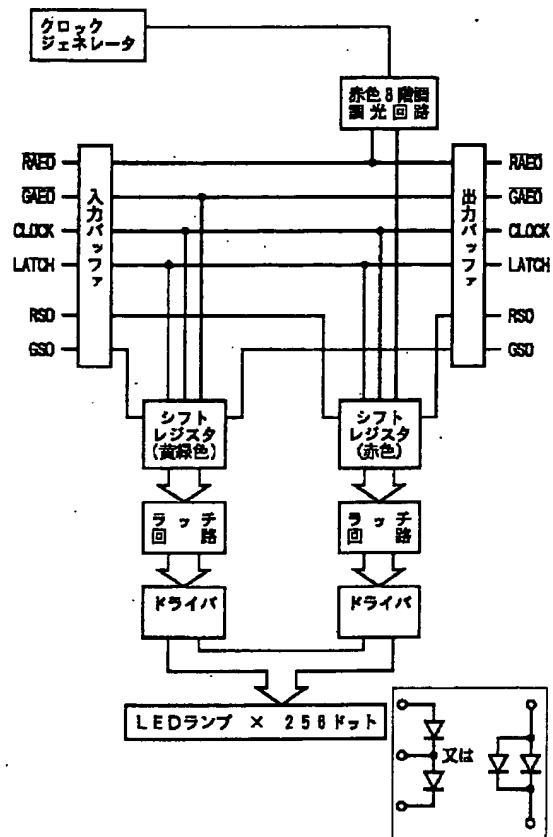 クロック
ジェネレータ
赤色8階調
調光回路
RAEO
GAEO
CLOCK
LATCH
RSO
GSO
入力バッファ
出力バッファ
RAEO
GAEO
CLOCK
LATCH
RSO
GSO
シフト
レジスタ
(黄緑色)
シフト
レジスタ
(赤色)
ラッチ
回路
ラッチ
回路
ドライバ
ドライバ
LEDランプ × 256ドット
又は